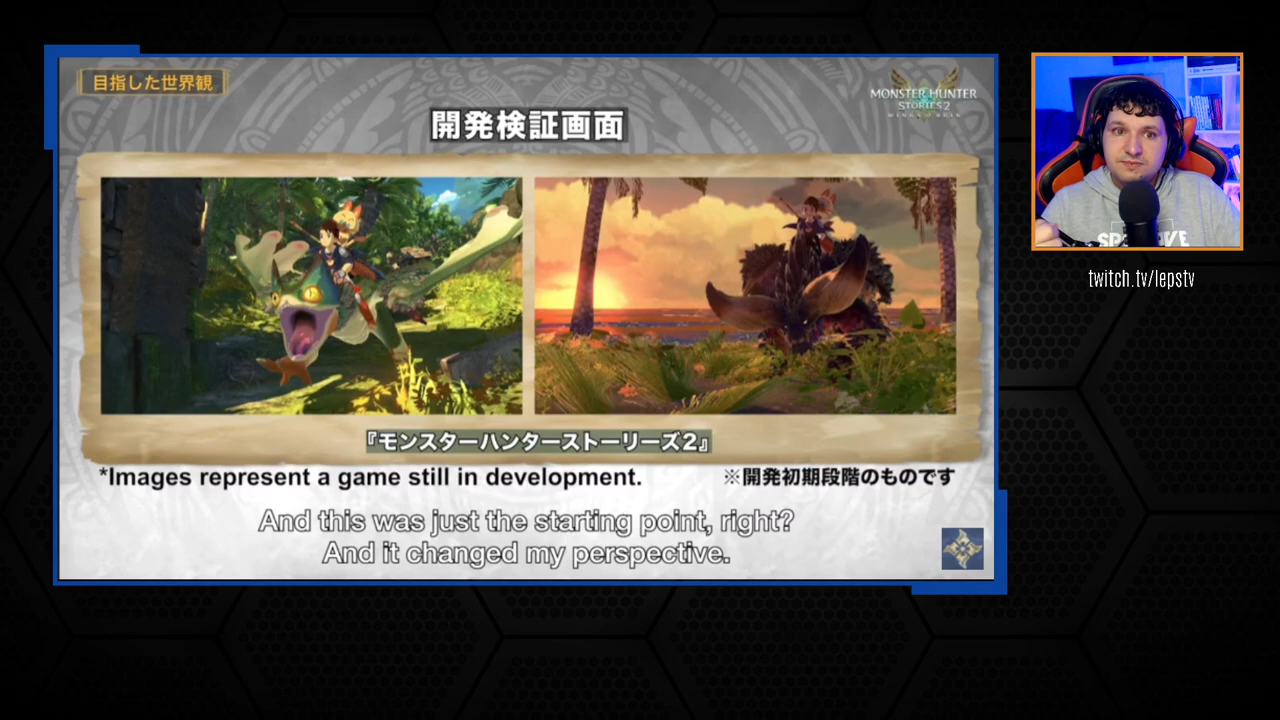 目指した世界観
MONSTER HUNTER
STORIES 2
WINGS OF RUIN
開発検証画面
『モンスターハンターストーリーズ2』
*Images represent a game still in development.
※開発初期段階のものです
And this was just the starting point, right?
And it changed my perspective.
twitch.tv/lepstv